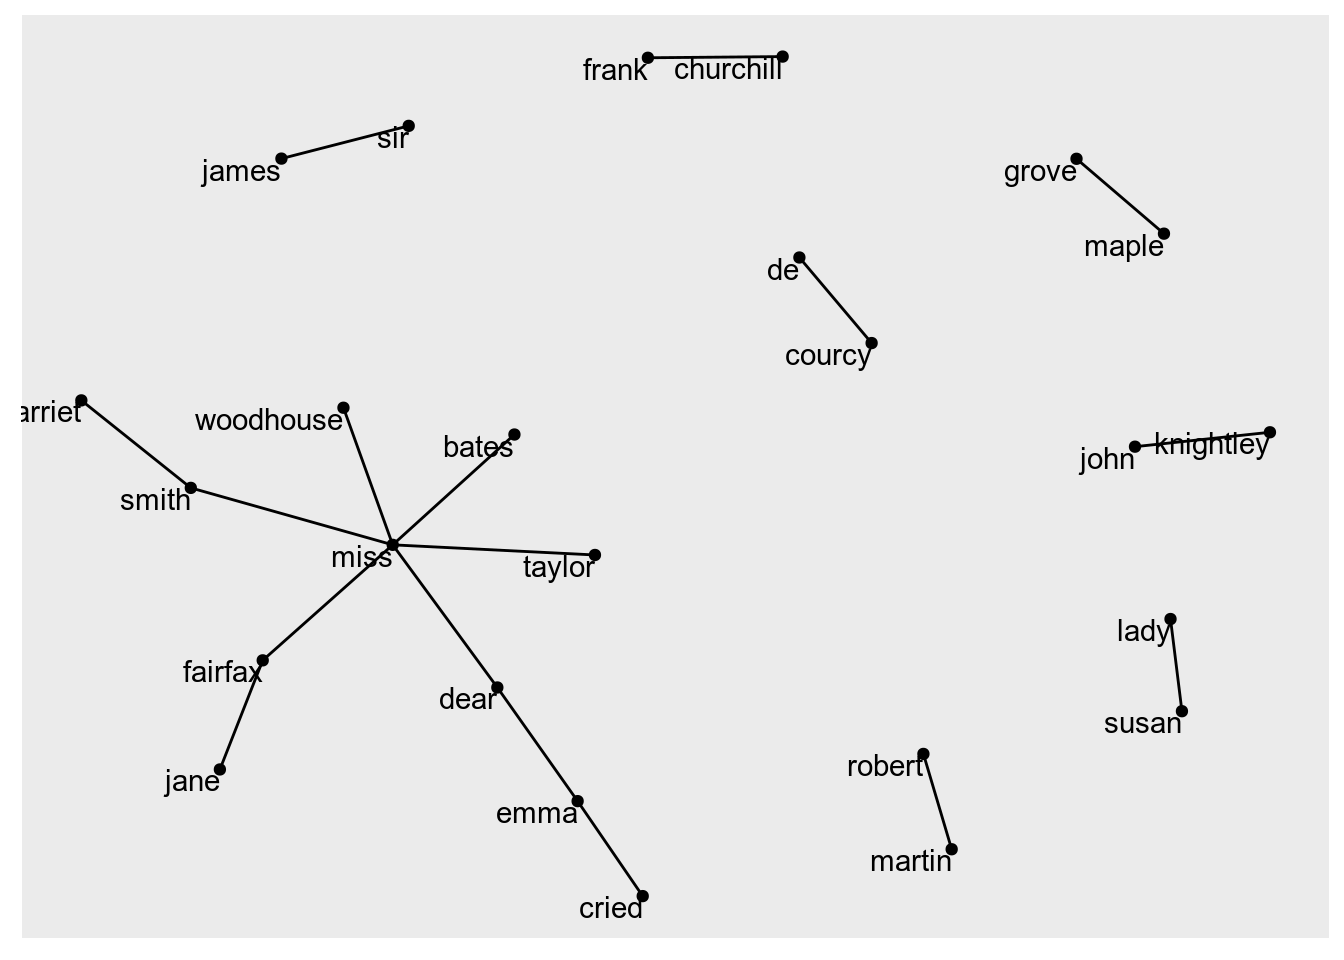 frank
churchill
sir
james
grove
maple
de
courcy
arriet
woodhouse
bates
john
knightley
smith
miss
taylor
lady
fairfax
dear
susan
robert
jane
emma
martin
cried